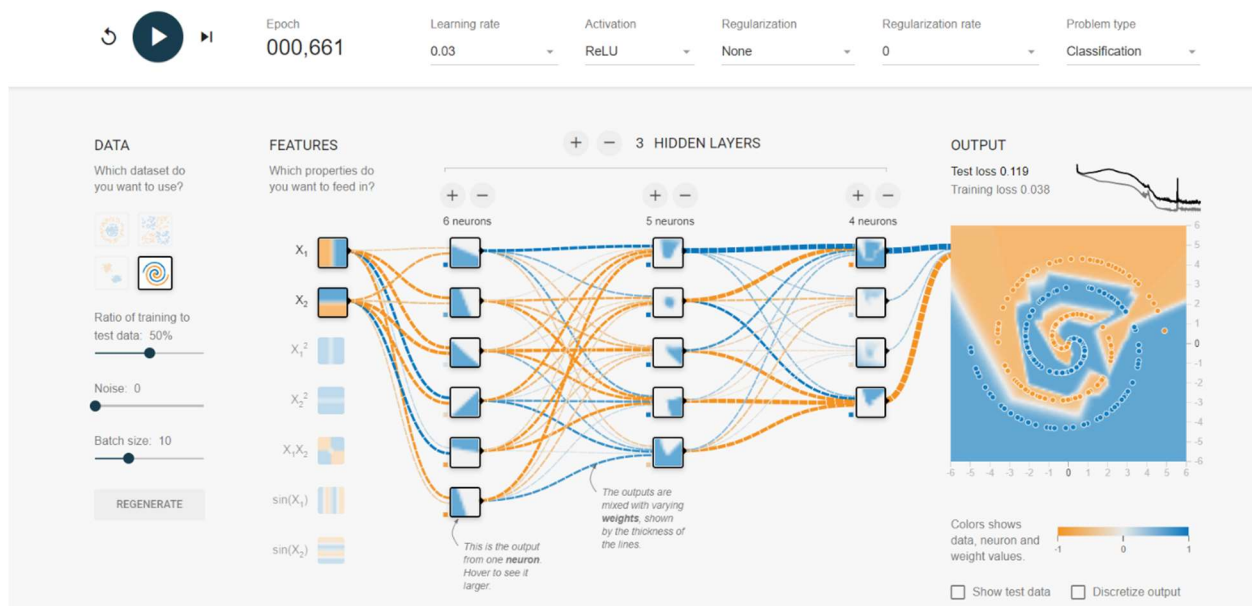 Epoch
000,661
Learning rate
0.03
Activation
ReLU
Regularization
None
Regularization rate
0
Problem type
Classification
DATA
Which dataset do
you want to use?
Ratio of training to
test data: 50%
Noise: 0
Batch size: 10
REGENERATE
FEATURES
Which properties do
you want to feed in?
X₁
X₂
X₁²
X₂²
X₁X₂
sin(X₁)
sin(X₂)
+ − 3 HIDDEN LAYERS
+ −
6 neurons
+ −
5 neurons
+ −
4 neurons
This is the output
from one neuron.
Hover to see it
larger.
The outputs are
mixed with varying
weights, shown
by the thickness of
the lines.
OUTPUT
Test loss 0.119
Training loss 0.038
6
5
4
3
2
1
0
-1
-2
-3
-4
-5
-6
-6 -5 -4 -3 -2 -1 0 1 2 3 4 5 6
Colors shows
data, neuron and
weight values.
-1 0 1
Show test data Discretize output